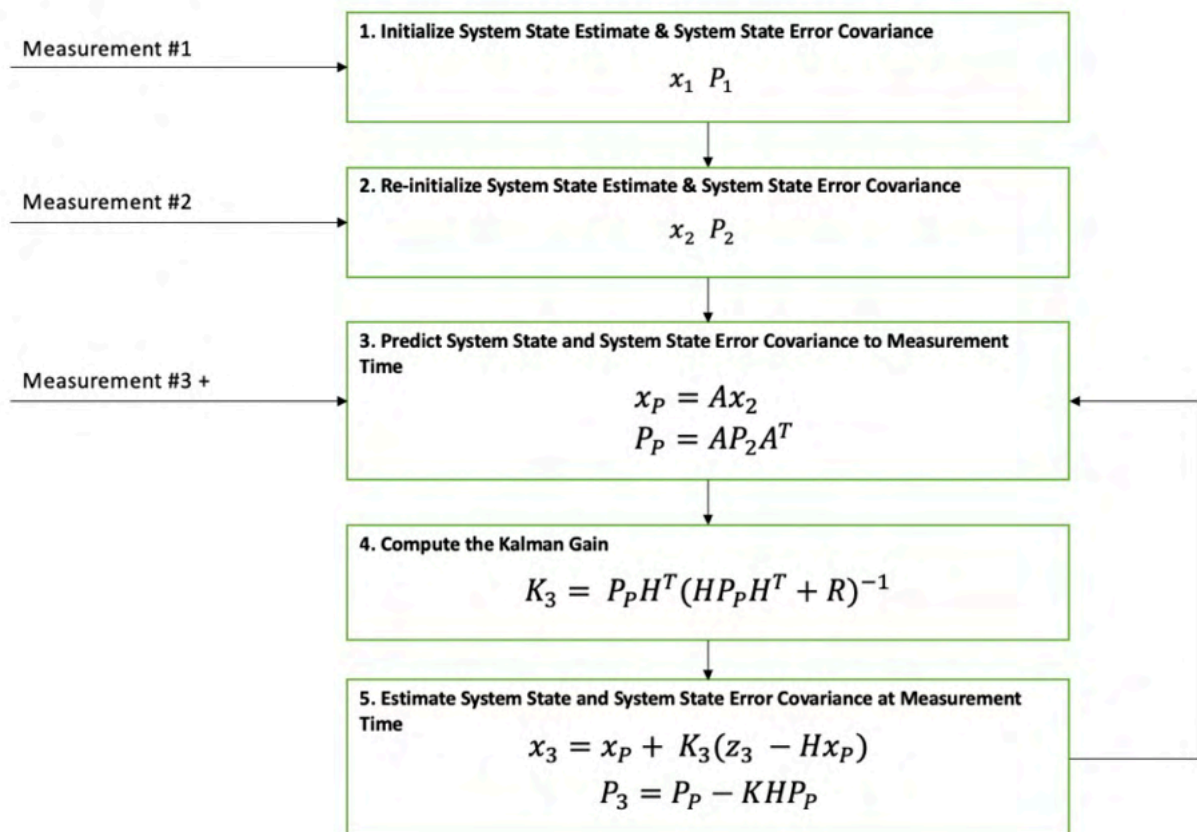 Measurement #1
1. Initialize System State Estimate & System State Error Covariance
x₁ P₁
Measurement #2
2. Re-initialize System State Estimate & System State Error Covariance
x₂ P₂
Measurement #3 +
3. Predict System State and System State Error Covariance to Measurement
Time
x_P = Ax₂
P_P = AP₂Aᵀ
4. Compute the Kalman Gain
K₃ = P_PHᵀ(HP_PHᵀ + R)⁻¹
5. Estimate System State and System State Error Covariance at Measurement
Time
x₃ = x_P + K₃(z₃ − Hx_P)
P₃ = P_P − KHP_P